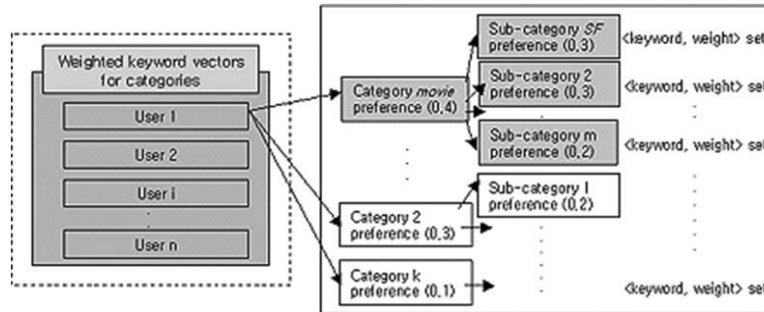 Weighted keyword vectors
for categories
User 1
User 2
User i
User n
Category movie
preference (0,4)
Category 2
preference (0,3)
Category k
preference (0,1)
Sub-category SF
preference (0,3)
Sub-category 2
preference (0,3)
Sub-category m
preference (0,2)
Sub-category 1
preference (0,2)
<keyword, weight> set
<keyword, weight> set
<keyword, weight> set
<keyword, weight> set